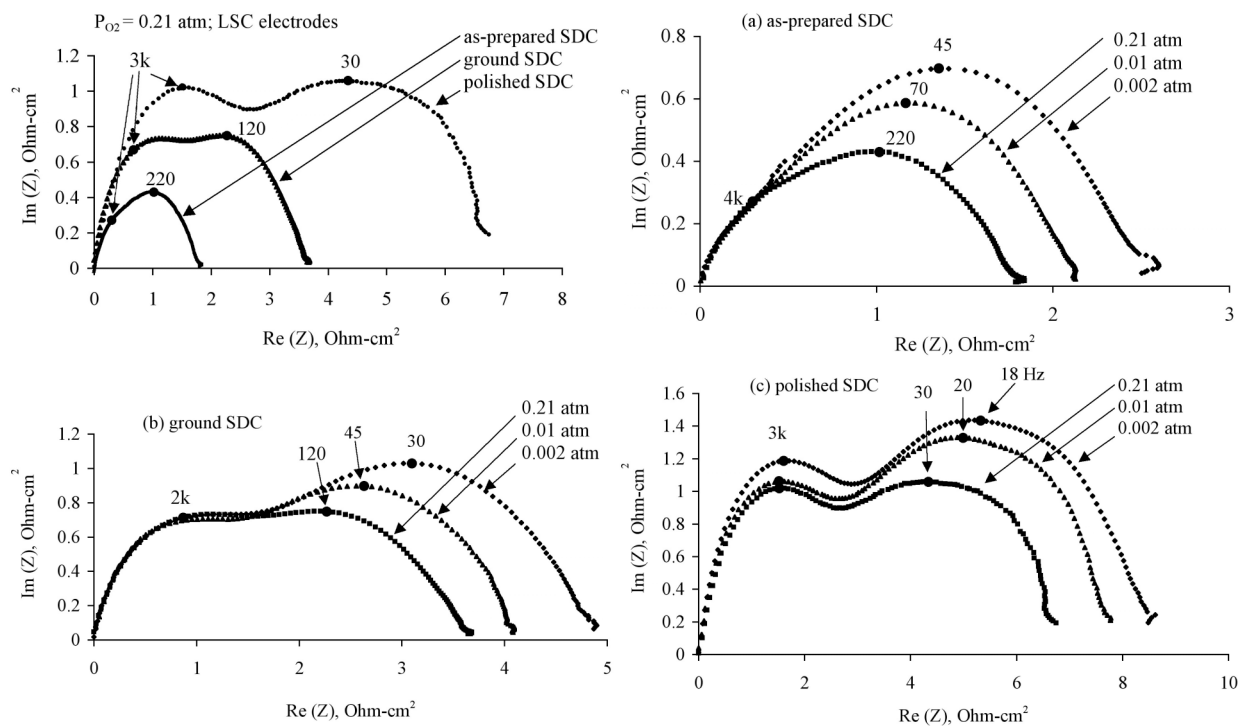 P_O2 = 0.21 atm; LSC electrodes
as-prepared SDC
ground SDC
polished SDC
3k
30
120
220
1.2
1
0.8
0.6
0.4
0.2
0
0 1 2 3 4 5 6 7 8
Im (Z), Ohm-cm²
Re (Z), Ohm-cm²
(a) as-prepared SDC
0.21 atm
0.01 atm
0.002 atm
45
70
220
4k
0.8
0.6
0.4
0.2
0
0 1 2 3
Im (Z), Ohm-cm²
Re (Z), Ohm-cm²
(b) ground SDC
0.21 atm
0.01 atm
0.002 atm
2k
120
45
30
1.2
1
0.8
0.6
0.4
0.2
0
0 1 2 3 4 5
Im (Z), Ohm-cm²
Re (Z), Ohm-cm²
(c) polished SDC
18 Hz
20
30
3k
0.21 atm
0.01 atm
0.002 atm
1.6
1.4
1.2
1
0.8
0.6
0.4
0.2
0
0 2 4 6 8 10
Im (Z), Ohm-cm²
Re (Z), Ohm-cm²